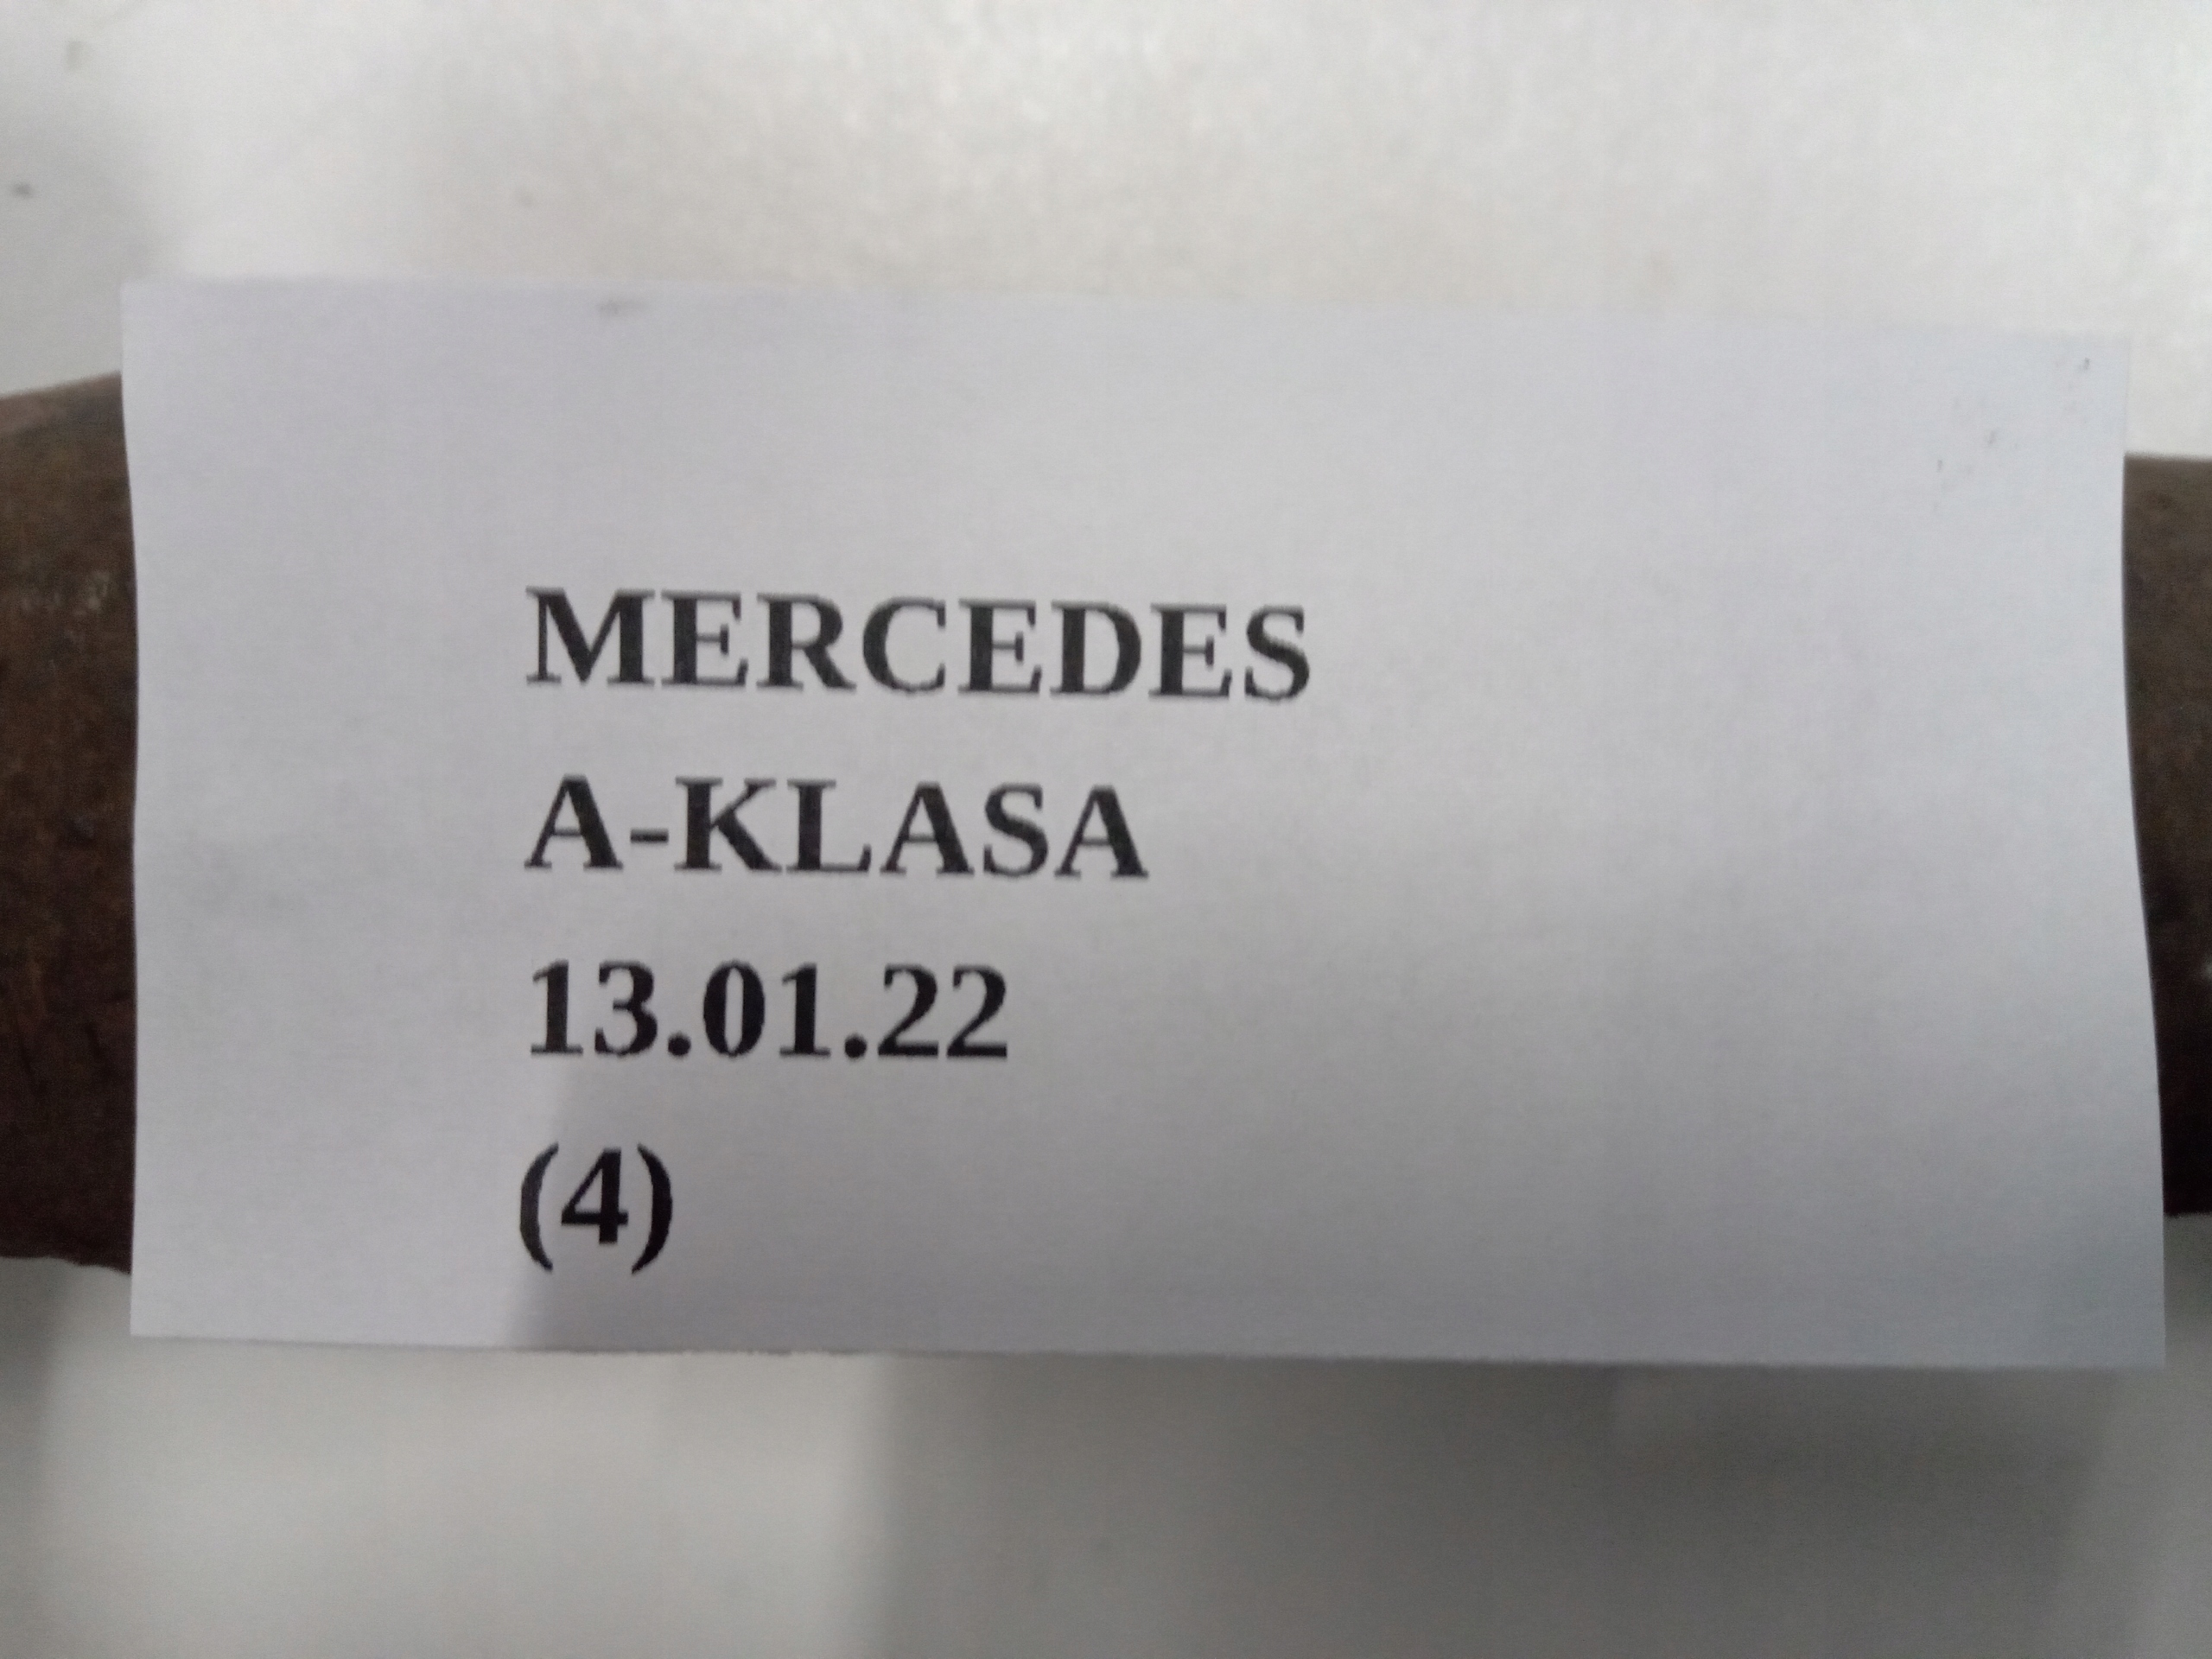 MERCEDES
A-KLASA
13.01.22
(4)